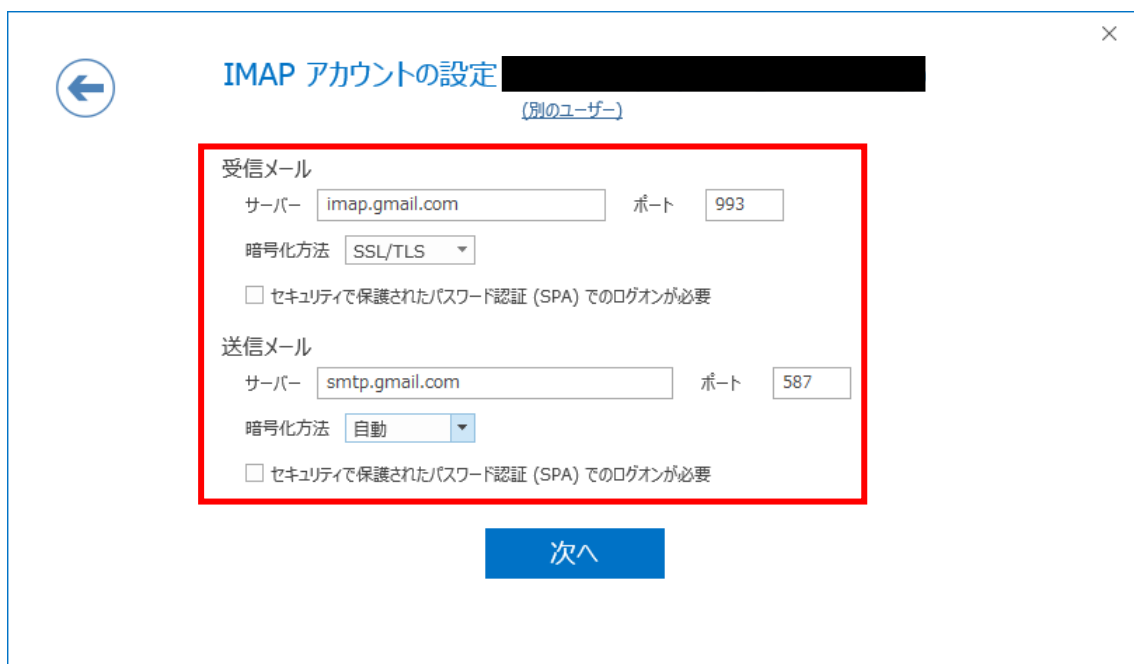 IMAP アカウントの設定
(別のユーザー)
受信メール
サーバー imap.gmail.com ポート 993
暗号化方法 SSL/TLS
セキュリティで保護されたパスワード認証 (SPA) でのログオンが必要
送信メール
サーバー smtp.gmail.com ポート 587
暗号化方法 自動
セキュリティで保護されたパスワード認証 (SPA) でのログオンが必要
次へ